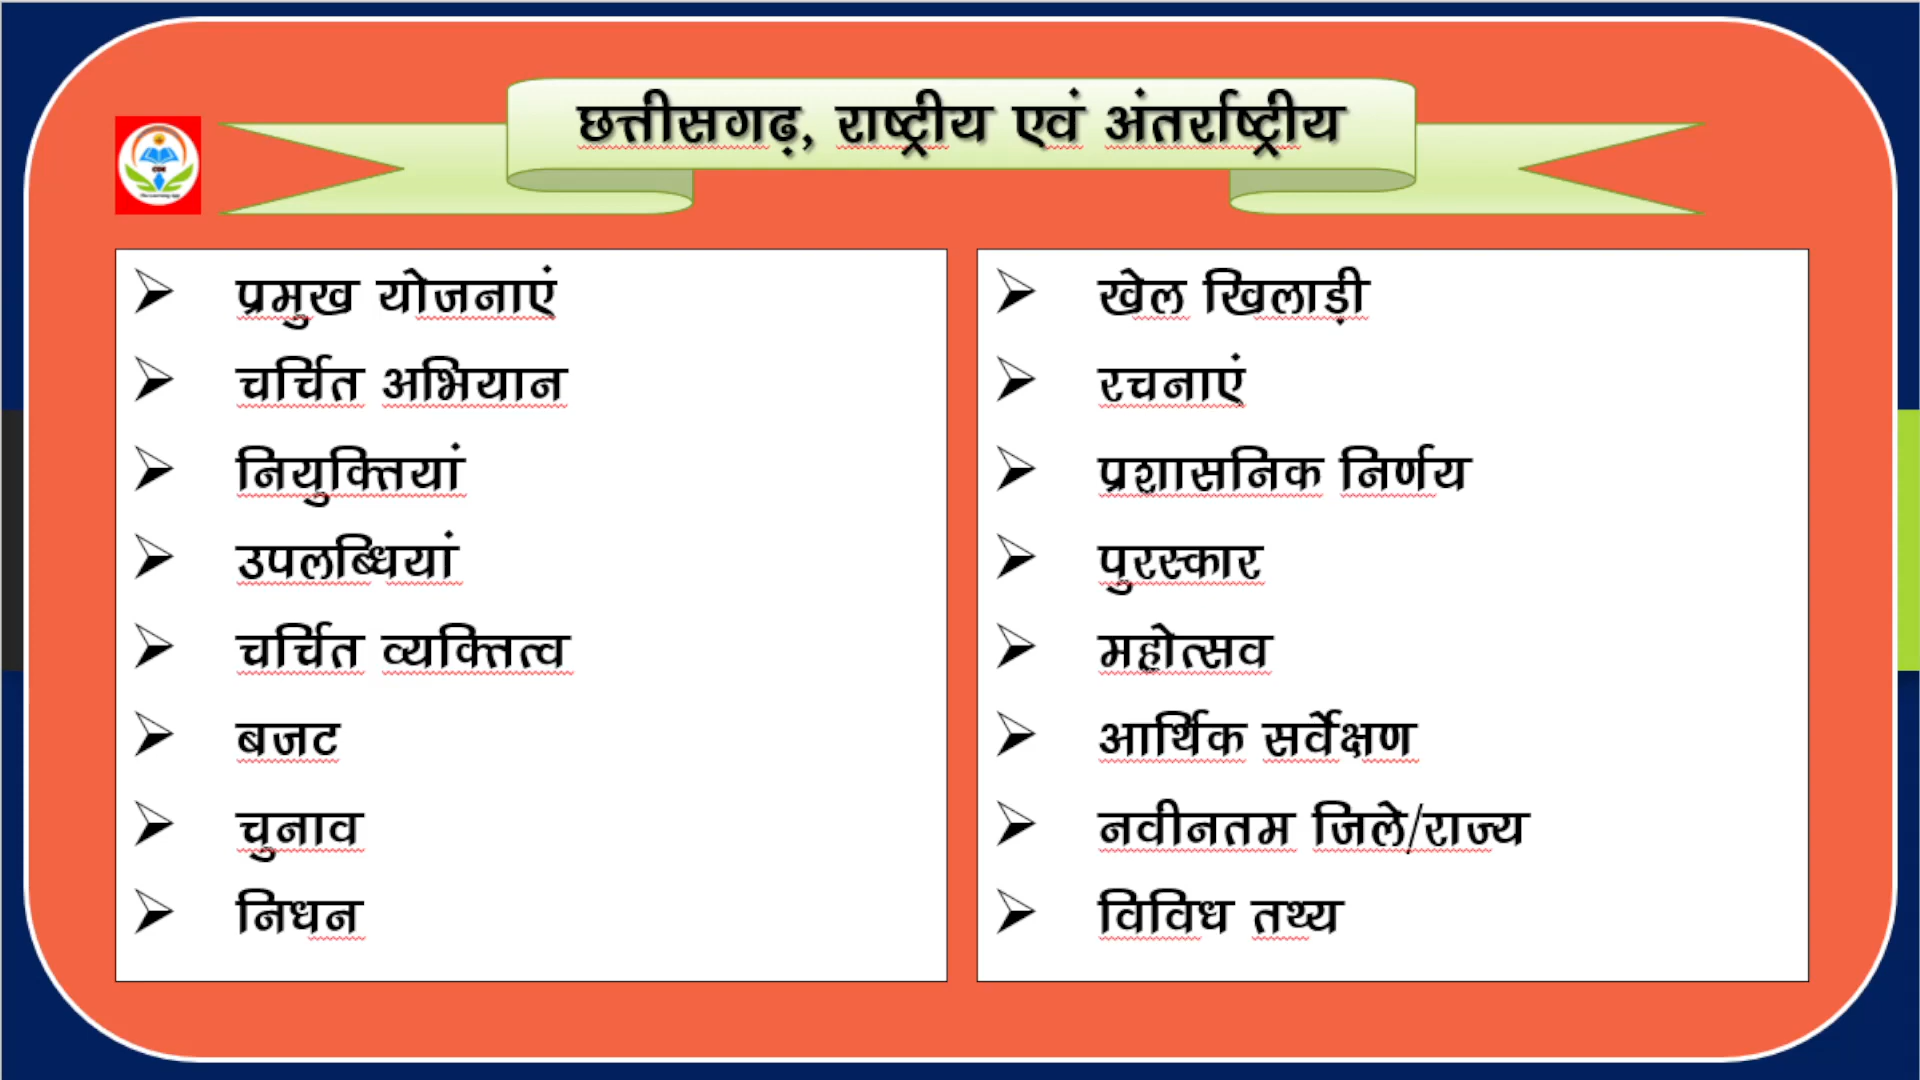 छत्तीसगढ़, राष्ट्रीय एवं अंतर्राष्ट्रीय
प्रमुख योजनाएं
चर्चित अभियान
नियुक्तियां
उपलब्धियां
चर्चित व्यक्तित्व
बजट
चुनाव
निधन
खेल खिलाड़ी
रचनाएं
प्रशासनिक निर्णय
पुरस्कार
महोत्सव
आर्थिक सर्वेक्षण
नवीनतम जिले/राज्य
विविध तथ्य